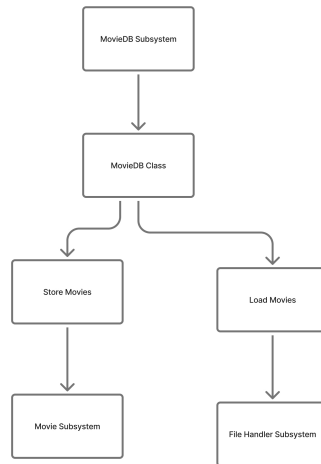 MovieDB Subsystem
MovieDB Class
Store Movies
Load Movies
Movie Subsystem
File Handler Subsystem